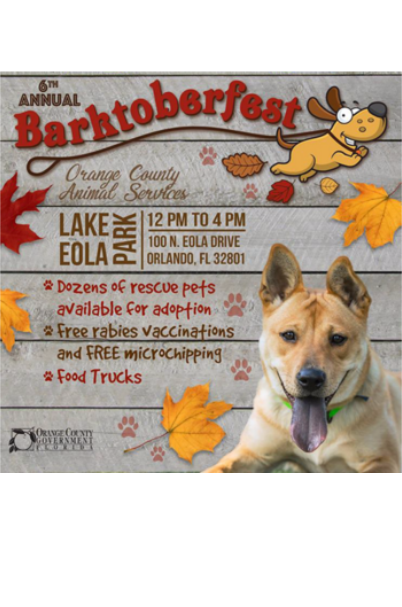 6TH
ANNUAL
Barktoberfest
Orange County
Animal Services
LAKE
EOLA
PARK
12 PM TO 4 PM
100 N. EOLA DRIVE
ORLANDO, FL 32801
Dozens of rescue pets
available for adoption
Free rabies vaccinations
and FREE microchipping
Food Trucks
ORANGE COUNTY
GOVERNMENT
FLORIDA